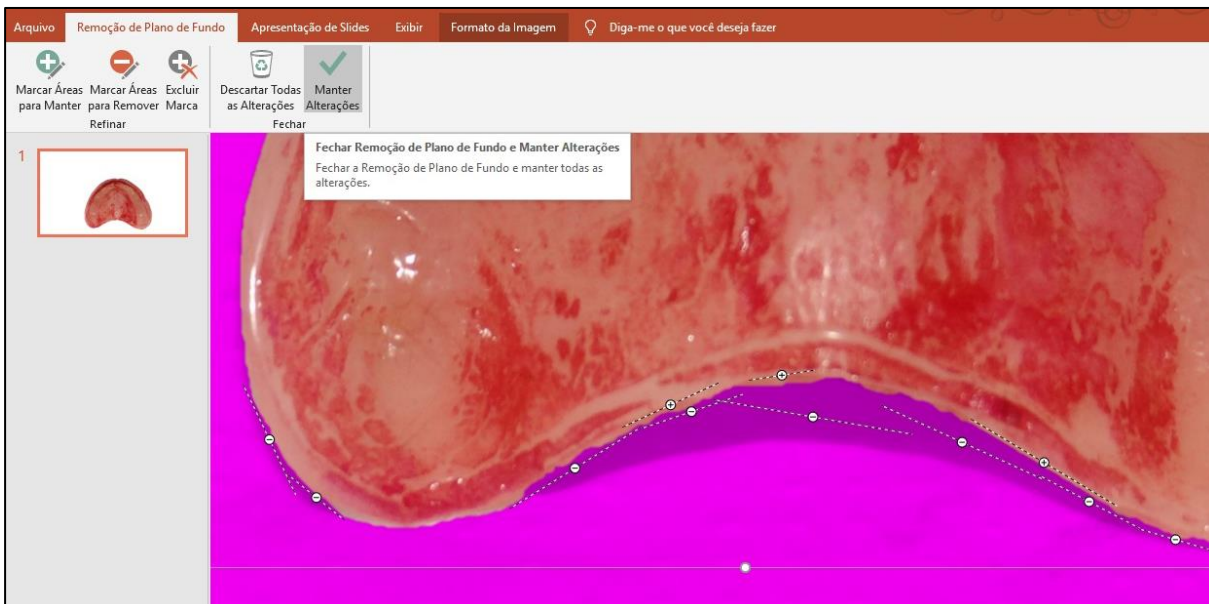 Arquivo Remoção de Plano de Fundo Apresentação de Slides Exibir Formato da Imagem Diga-me o que você deseja fazer
Marcar Áreas Marcar Áreas Excluir Descartar Todas Manter
para Manter para Remover Marca as Alterações Alterações
Refinar Fechar
Fechar Remoção de Plano de Fundo e Manter Alterações
Fechar a Remoção de Plano de Fundo e manter todas as
alterações.
1